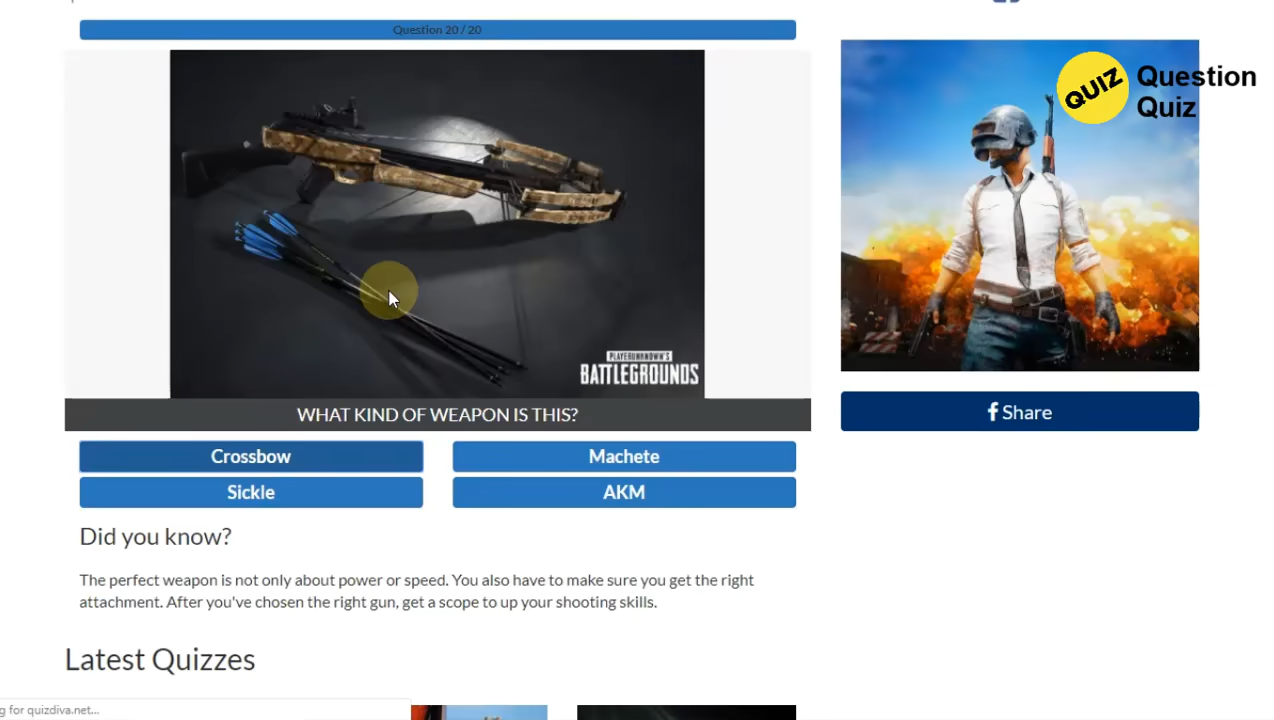 Question 20 / 20
QUIZ
Question
Quiz
PLAYERUNKNOWN'S
BATTLEGROUNDS
WHAT KIND OF WEAPON IS THIS?
f Share
Crossbow
Machete
Sickle
AKM
Did you know?
The perfect weapon is not only about power or speed. You also have to make sure you get the right
attachment. After you've chosen the right gun, get a scope to up your shooting skills.
Latest Quizzes
g for quizdiva.net...